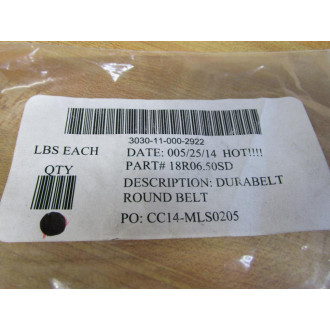 3030-11-000-2922
LBS EACH DATE: 005/25/14 HOT!!!!
QTY PART# 18R06.50SD
DESCRIPTION: DURABELT
ROUND BELT
PO: CC14-MLS0205